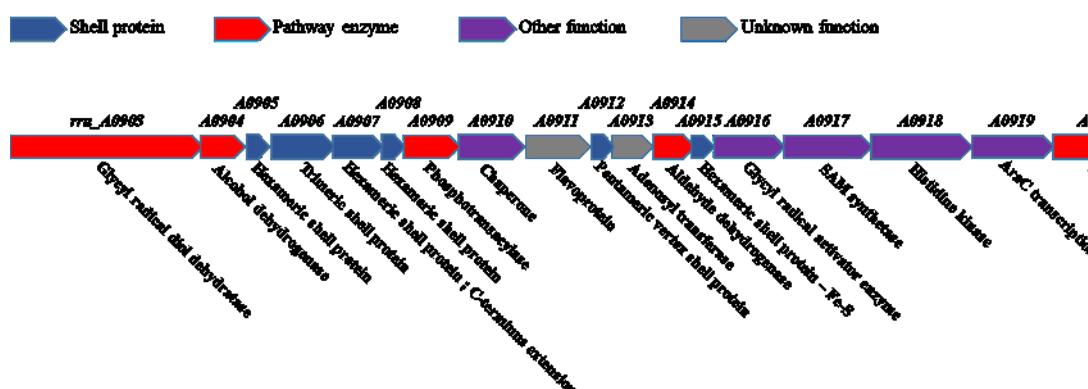 Shell protein
Pathway enzyme
Other function
Unknown function
A0905
A0908
A0912
A0914
rru_A0903
A0904
A0906
A0907
A0909
A0910
A0911
A0913
A0915
A0916
A0917
A0918
A0919
A
Glycyl radical diol dehydratase
Alcohol dehydrogenase
Hexameric shell protein
Trimeric shell protein
Hexameric shell protein ; C-terminus extension
Hexameric shell protein
Phosphotransacylase
Chaperone
Flavoprotein
Pentameric vertex shell protein
Adenosyl transferase
Aldehyde dehydrogenase
Hexameric shell protein – Fe-S
Glycyl radical activator enzyme
SAM synthetase
Histidine kinase
AraC transcription